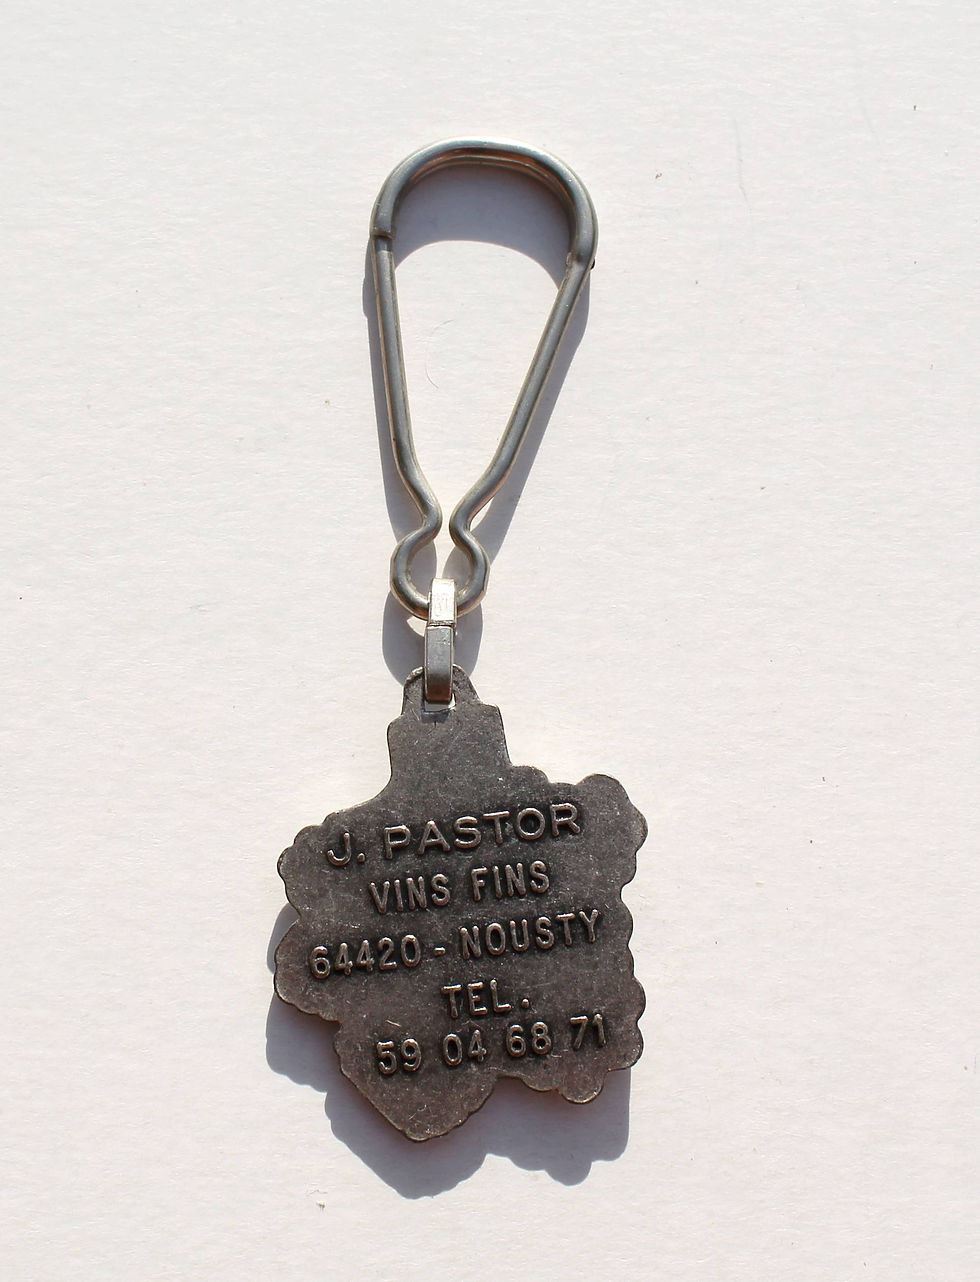 J. PASTOR
VINS FINS
64420 - NOUSTY
TEL.
59 04 68 71